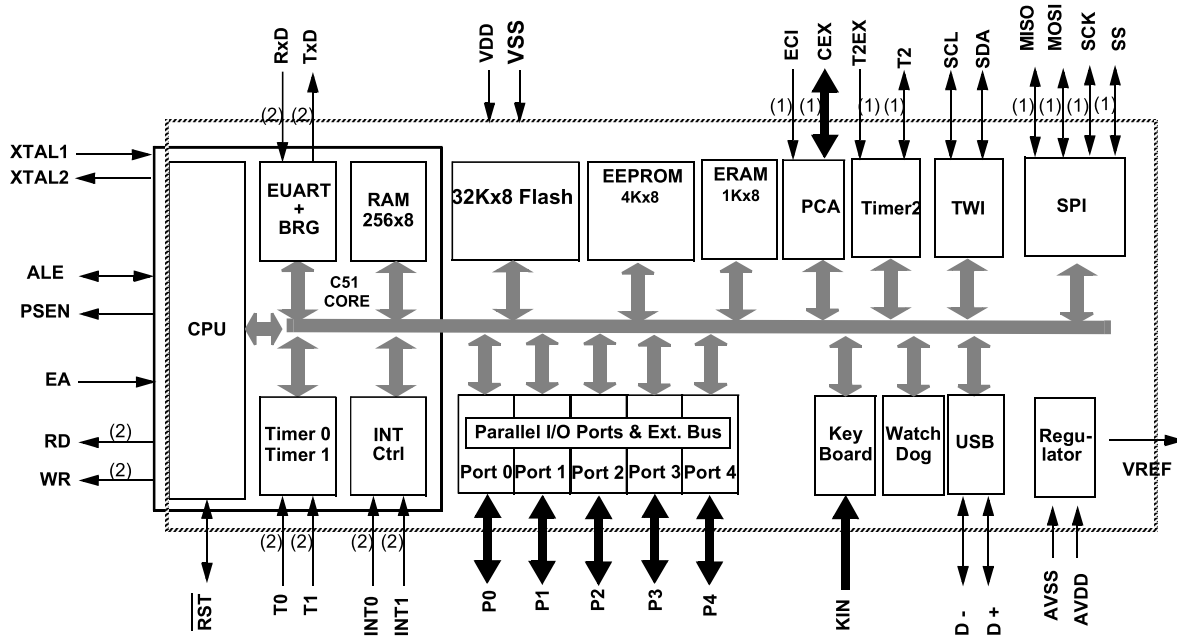 RxD
TxD
VDD
VSS
ECI
CEX
T2EX
T2
SCL
SDA
MISO
MOSI
SCK
SS
(2) (2)
(1) (1) (1) (1)
(1) (1) (1) (1)
XTAL1
XTAL2
ALE
PSEN
EA
RD
(2)
WR
(2)
CPU
EUART
+
BRG
RAM
256x8
C51
CORE
32Kx8 Flash
EEPROM
4Kx8
ERAM
1Kx8
PCA
Timer2
TWI
SPI
Timer 0
Timer 1
INT
Ctrl
Parallel I/O Ports & Ext. Bus
Port 0
Port 1
Port 2
Port 3
Port 4
Key
Board
Watch
Dog
USB
Regu-
lator
VREF
(2) (2)
(2) (2)
RST
T0
T1
INT0
INT1
P0
P1
P2
P3
P4
KIN
D -
D +
AVSS
AVDD